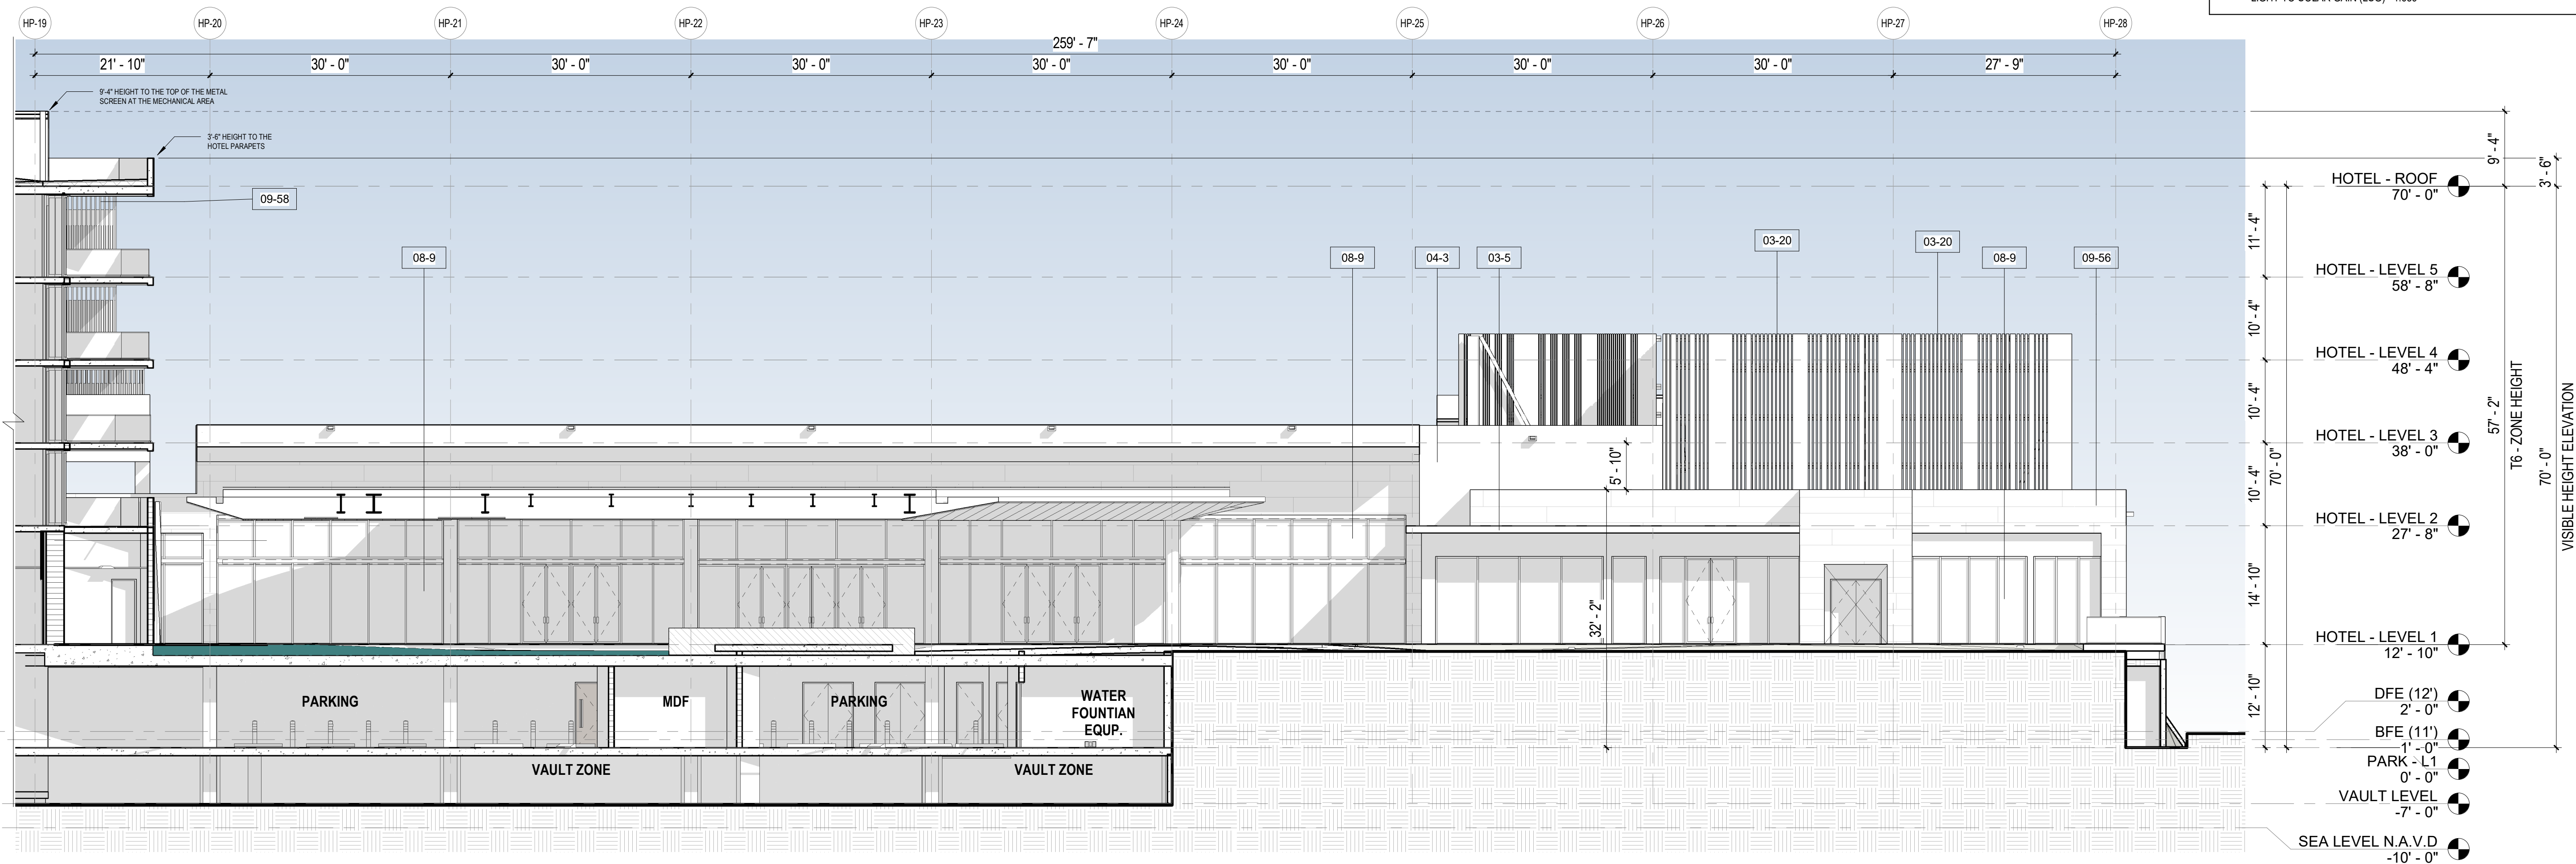 HP-19 HP-20 HP-21 HP-22 HP-23 HP-24 HP-25 HP-26 HP-27 HP-28
259' - 7"
21' - 10" 30' - 0" 30' - 0" 30' - 0" 30' - 0" 30' - 0" 30' - 0" 30' - 0" 27' - 9"
9'-4" HEIGHT TO THE TOP OF THE METAL
SCREEN AT THE MECHANICAL AREA
3'-6" HEIGHT TO THE
HOTEL PARAPETS
9' - 4"
3' - 6"
HOTEL - ROOF
70' - 0"
09-58
11' - 4"
08-9 08-9 04-3 03-5 03-20 03-20 08-9 09-56
HOTEL - LEVEL 5
58' - 8"
10' - 4"
HOTEL - LEVEL 4
48' - 4"
10' - 4"
HOTEL - LEVEL 3
38' - 0"
57' - 2"
T6 - ZONE HEIGHT
70' - 0"
70' - 0"
VISIBLE HEIGHT ELEVATION
5' - 10"
10' - 4"
HOTEL - LEVEL 2
27' - 8"
14' - 10"
32' - 2"
HOTEL - LEVEL 1
12' - 10"
12' - 10"
PARKING
MDF
PARKING
WATER
FOUNTIAN
EQUP.
DFE (12')
2' - 0"
BFE (11')
1' - 0"
PARK - L1
0' - 0"
VAULT ZONE VAULT ZONE
VAULT LEVEL
-7' - 0"
SEA LEVEL N.A.V.D
-10' - 0"